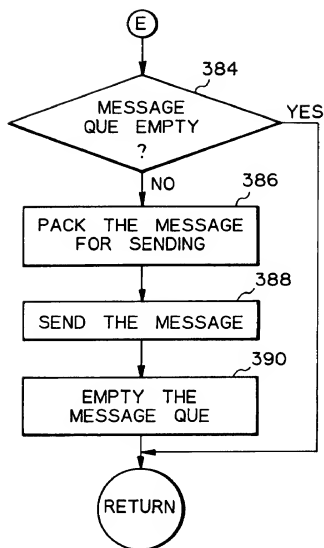 E
384
MESSAGE
QUE EMPTY
?
YES
NO
386
PACK THE MESSAGE
FOR SENDING
388
SEND THE MESSAGE
390
EMPTY THE
MESSAGE QUE
RETURN